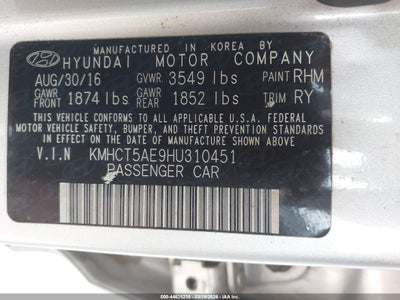 MANUFACTURED IN KOREA BY
HYUNDAI MOTOR COMPANY
AUG/30/16 GVWR 3549 lbs PAINT RHM
GAWR FRONT 1874 lbs GAWR REAR 1852 lbs TRIM RY
THIS VEHICLE CONFORMS TO ALL APPLICABLE U.S.A. FEDERAL
MOTOR VEHICLE SAFETY, BUMPER, AND THEFT PREVENTION STANDARDS
IN EFFECT ON THE DATE OF MANUFACTURE SHOWN ABOVE.
V.I.N KMHCT5AE9HU310451
PASSENGER CAR